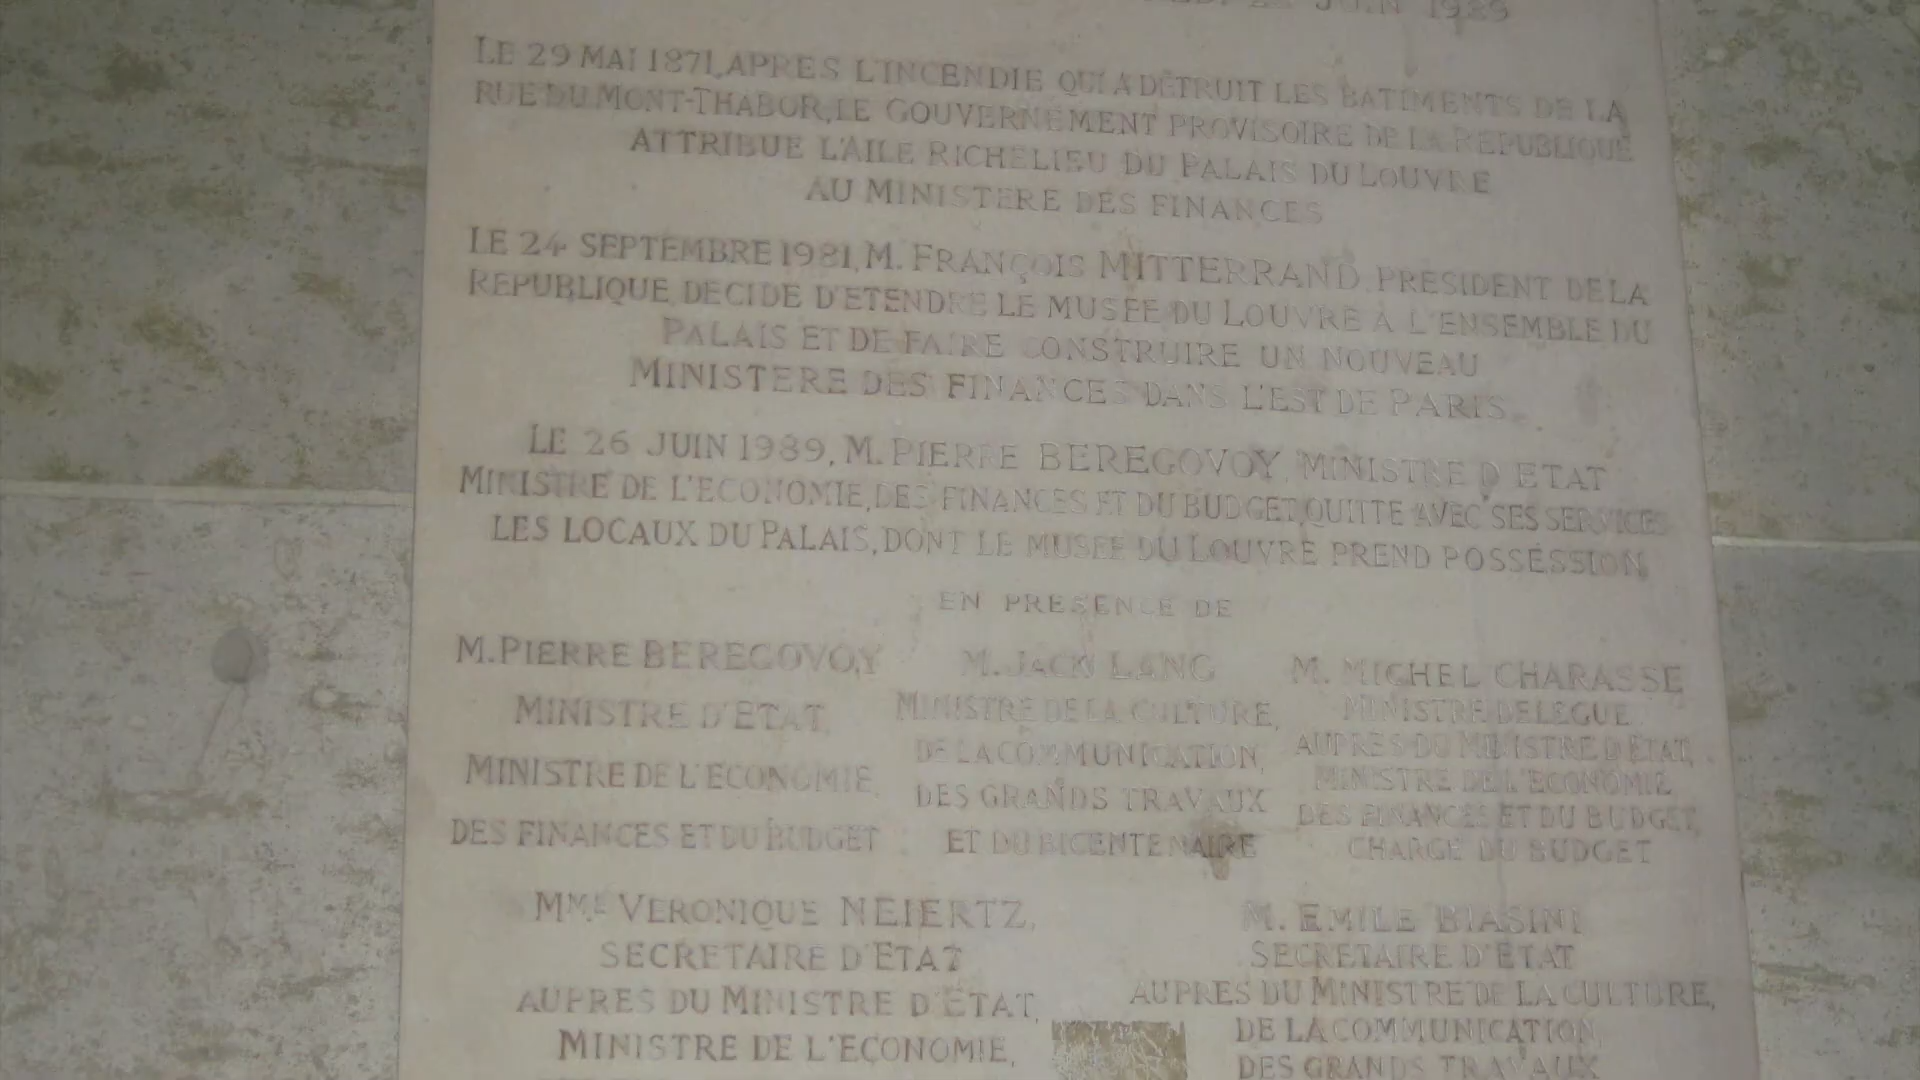 JUIN 1989
LE 29 MAI 1871, APRES L'INCENDIE QUI A DETRUIT LES BATIMENTS DE LA
RUE DU MONT-THABOR, LE GOUVERNEMENT PROVISOIRE DE LA REPUBLIQUE
ATTRIBUE L'AILE RICHELIEU DU PALAIS DU LOUVRE
AU MINISTERE DES FINANCES
LE 24 SEPTEMBRE 1981, M. FRANÇOIS MITTERRAND, PRESIDENT DE LA
REPUBLIQUE, DECIDE D'ETENDRE LE MUSEE DU LOUVRE À L'ENSEMBLE DU
PALAIS ET DE FAIRE CONSTRUIRE UN NOUVEAU
MINISTERE DES FINANCES DANS L'EST DE PARIS.
LE 26 JUIN 1989, M. PIERRE BEREGOVOY, MINISTRE D'ETAT
MINISTRE DE L'ECONOMIE, DES FINANCES ET DU BUDGET, QUITTE AVEC SES SERVICES
LES LOCAUX DU PALAIS, DONT LE MUSEE DU LOUVRE PREND POSSESSION
EN PRESENCE DE
M. PIERRE BEREGOVOY
MINISTRE D'ETAT,
MINISTRE DE L'ECONOMIE,
DES FINANCES ET DU BUDGET
M. JACK LANG
MINISTRE DE LA CULTURE,
DE LA COMMUNICATION,
DES GRANDS TRAVAUX
ET DU BICENTENAIRE
M. MICHEL CHARASSE
MINISTRE DELEGUE
AUPRES DU MINISTRE D'ETAT,
MINISTRE DE L'ECONOMIE
DES FINANCES ET DU BUDGET,
CHARGE DU BUDGET
MME VERONIQUE NEIERTZ,
SECRETAIRE D'ETAT
AUPRES DU MINISTRE D'ETAT,
MINISTRE DE L'ECONOMIE,
M. EMILE BIASINI
SECRETAIRE D'ETAT
AUPRES DU MINISTRE DE LA CULTURE,
DE LA COMMUNICATION,
DES GRANDS TRAVAUX